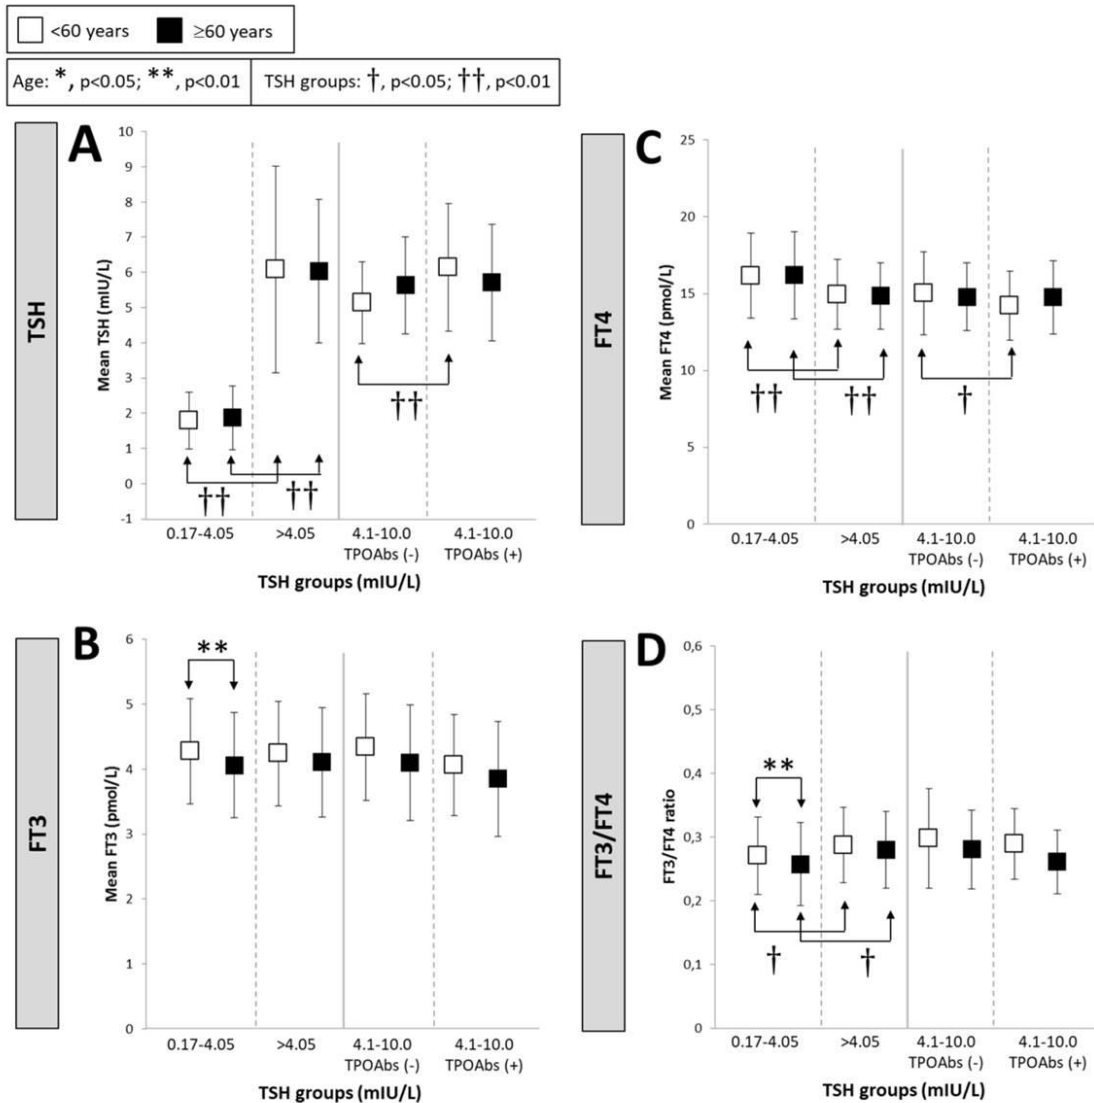 <60 years ≥60 years
Age: *, p<0.05; **, p<0.01 TSH groups: †, p<0.05; ††, p<0.01
TSH
A
Mean TSH (mIU/L)
10
9
8
7
6
5
4
3
2
1
0
-1
††
††
††
0.17-4.05 >4.05 4.1-10.0 4.1-10.0
TPOAbs (-) TPOAbs (+)
TSH groups (mIU/L)
FT4
C
Mean FT4 (pmol/L)
25
20
15
10
5
0
†† †† †
0.17-4.05 >4.05 4.1-10.0 4.1-10.0
TPOAbs (-) TPOAbs (+)
TSH groups (mIU/L)
FT3
B
Mean FT3 (pmol/L)
6
5
4
3
2
1
0
**
0.17-4.05 >4.05 4.1-10.0 4.1-10.0
TPOAbs (-) TPOAbs (+)
TSH groups (mIU/L)
FT3/FT4
D
FT3/FT4 ratio
0,6
0,5
0,4
0,3
0,2
0,1
0
**
† †
0.17-4.05 >4.05 4.1-10.0 4.1-10.0
TPOAbs (-) TPOAbs (+)
TSH groups (mIU/L)